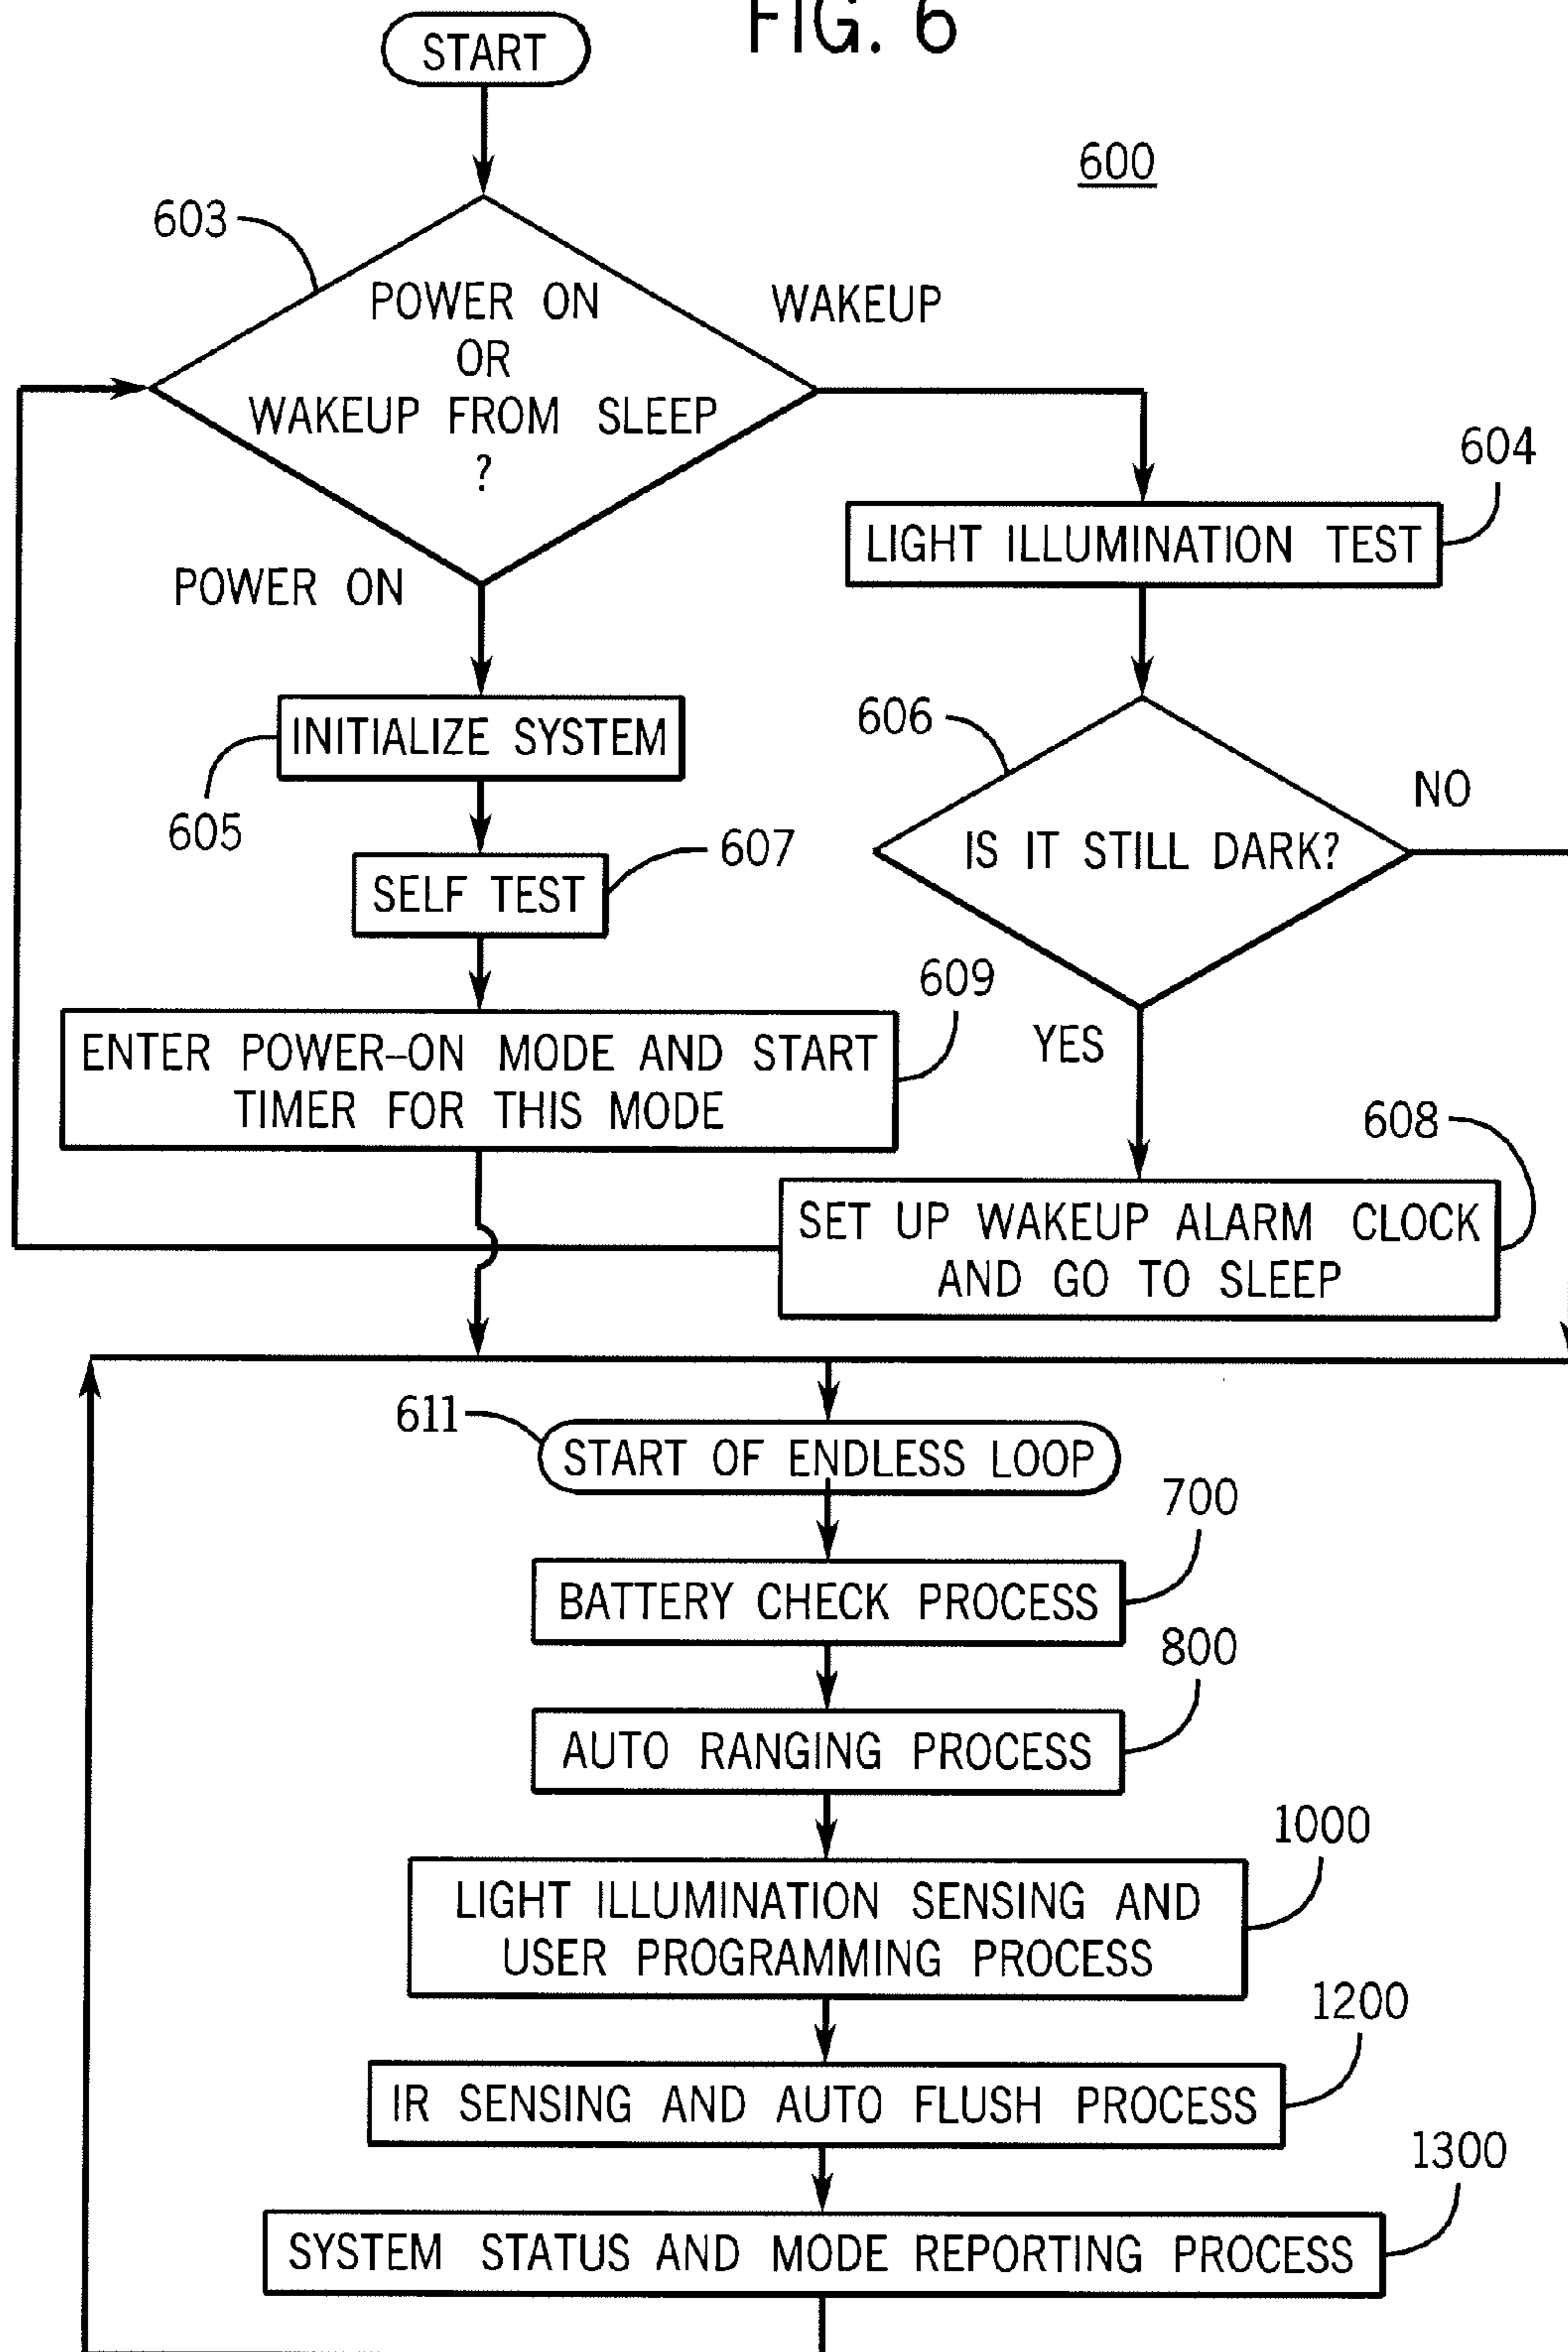 FIG. 6
START
600
603
POWER ON
OR
WAKEUP FROM SLEEP
?
WAKEUP
604
LIGHT ILLUMINATION TEST
POWER ON
606
IS IT STILL DARK?
NO
INITIALIZE SYSTEM
605
607
SELF TEST
609
ENTER POWER–ON MODE AND START
TIMER FOR THIS MODE
YES
608
SET UP WAKEUP ALARM CLOCK
AND GO TO SLEEP
611
START OF ENDLESS LOOP
700
BATTERY CHECK PROCESS
800
AUTO RANGING PROCESS
1000
LIGHT ILLUMINATION SENSING AND
USER PROGRAMMING PROCESS
1200
IR SENSING AND AUTO FLUSH PROCESS
1300
SYSTEM STATUS AND MODE REPORTING PROCESS